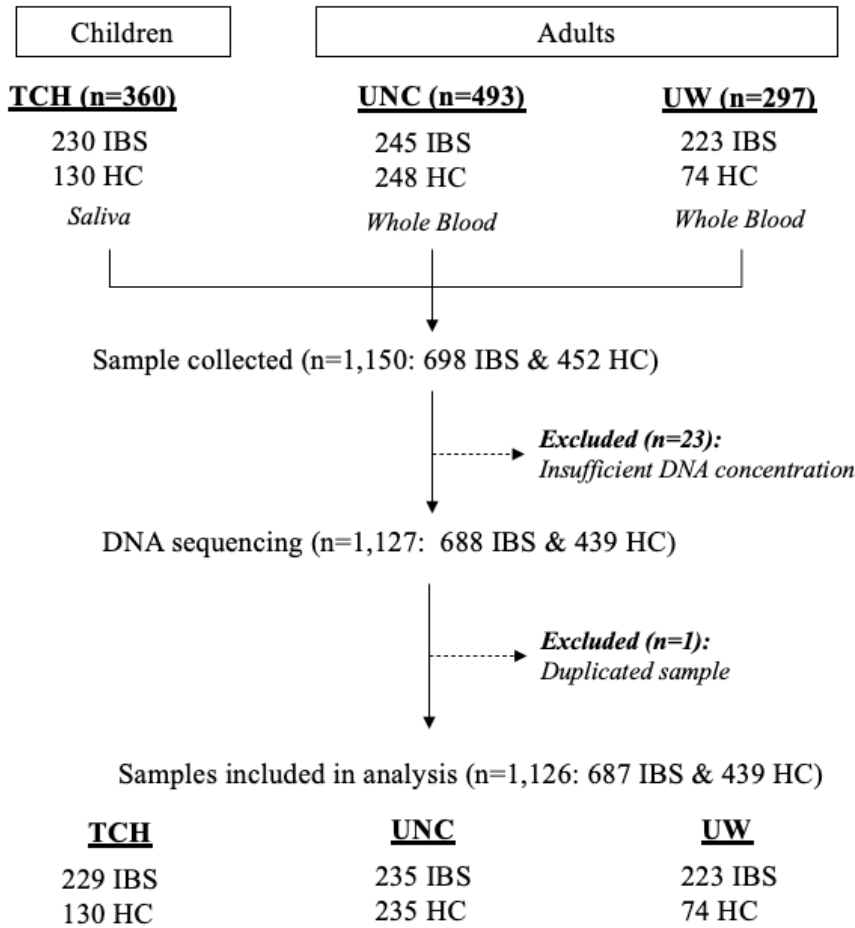 Children
Adults
TCH (n=360)
230 IBS
130 HC
Saliva
UNC (n=493)
245 IBS
248 HC
Whole Blood
UW (n=297)
223 IBS
74 HC
Whole Blood
Sample collected (n=1,150: 698 IBS & 452 HC)
Excluded (n=23):
Insufficient DNA concentration
DNA sequencing (n=1,127: 688 IBS & 439 HC)
Excluded (n=1):
Duplicated sample
Samples included in analysis (n=1,126: 687 IBS & 439 HC)
TCH
229 IBS
130 HC
UNC
235 IBS
235 HC
UW
223 IBS
74 HC